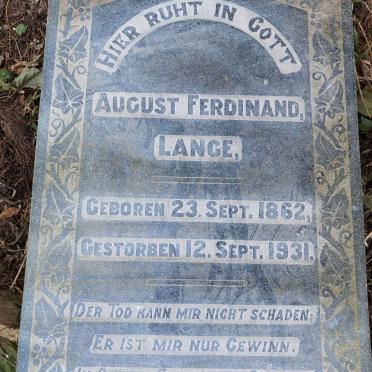 HIER RUHT IN GOTT
AUGUST FERDINAND,
LANGE,
GEBOREN 23. SEPT. 1862,
GESTORBEN 12. SEPT. 1931.
DER TOD KANN MIR NICHT SCHADEN:
ER IST MIR NUR GEWINN.